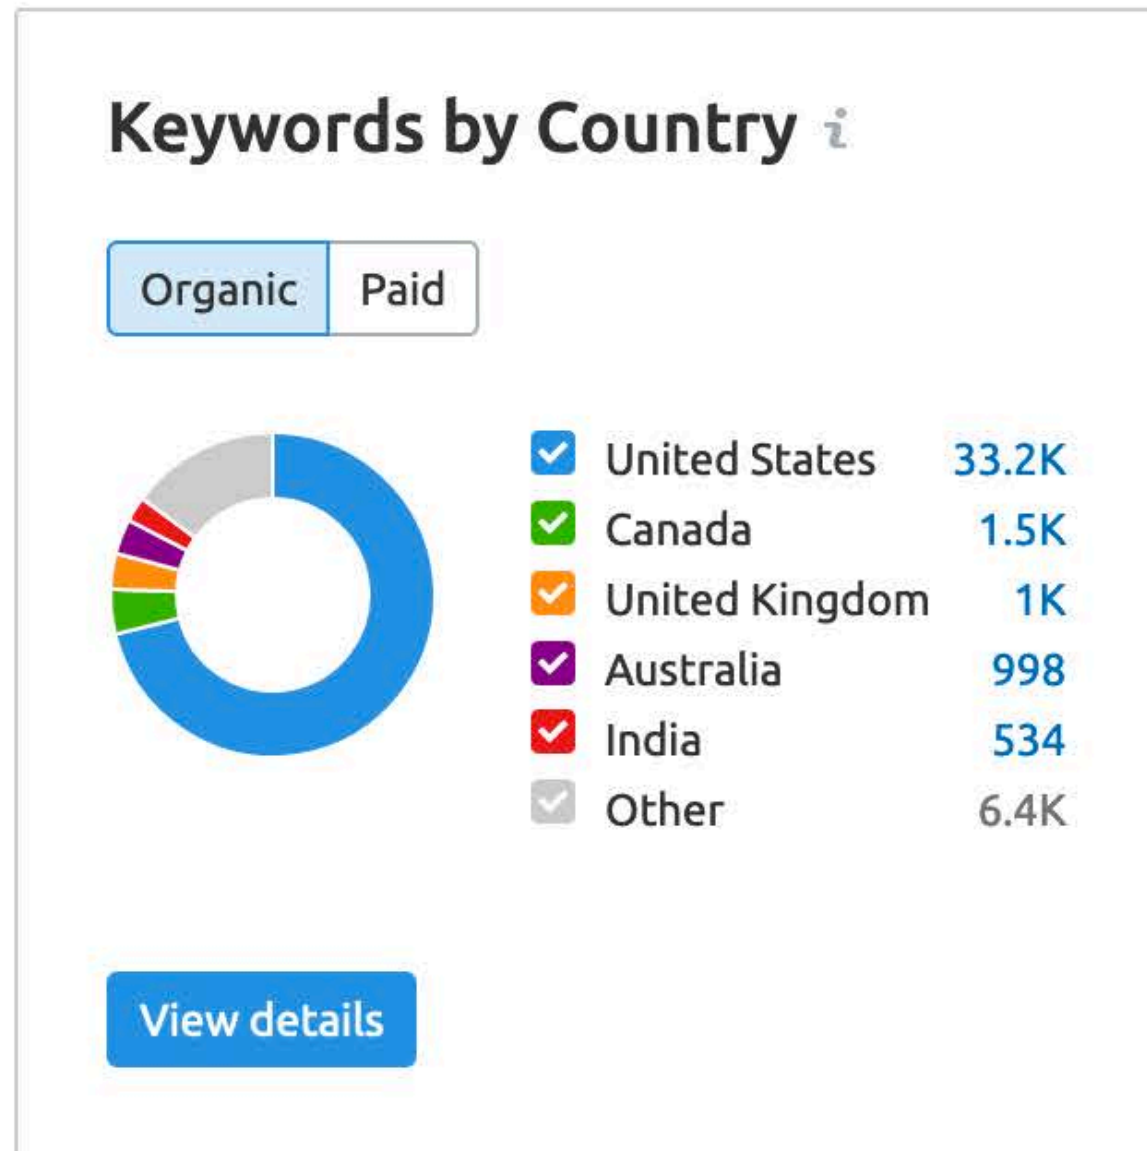 Keywords by Country i
Organic Paid
United States 33.2K
Canada 1.5K
United Kingdom 1K
Australia 998
India 534
Other 6.4K
View details